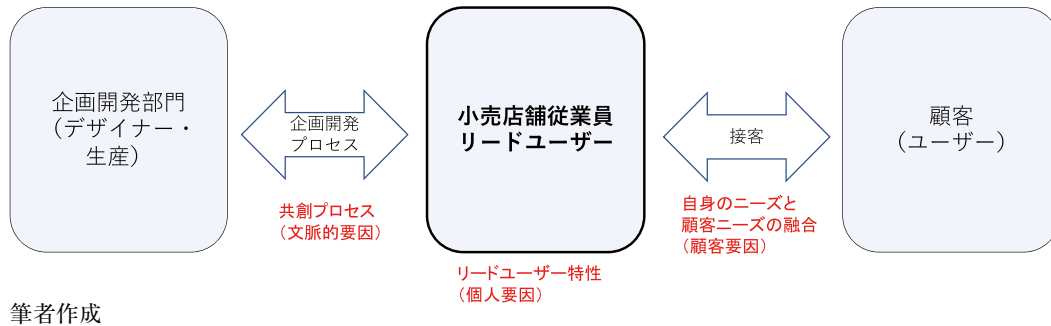 企画開発部門
（デザイナー・
生産）
企画開発
プロセス
共創プロセス
（文脈的要因）
小売店舗従業員
リードユーザー
リードユーザー特性
（個人要因）
接客
自身のニーズと
顧客ニーズの融合
（顧客要因）
顧客
（ユーザー）
筆者作成